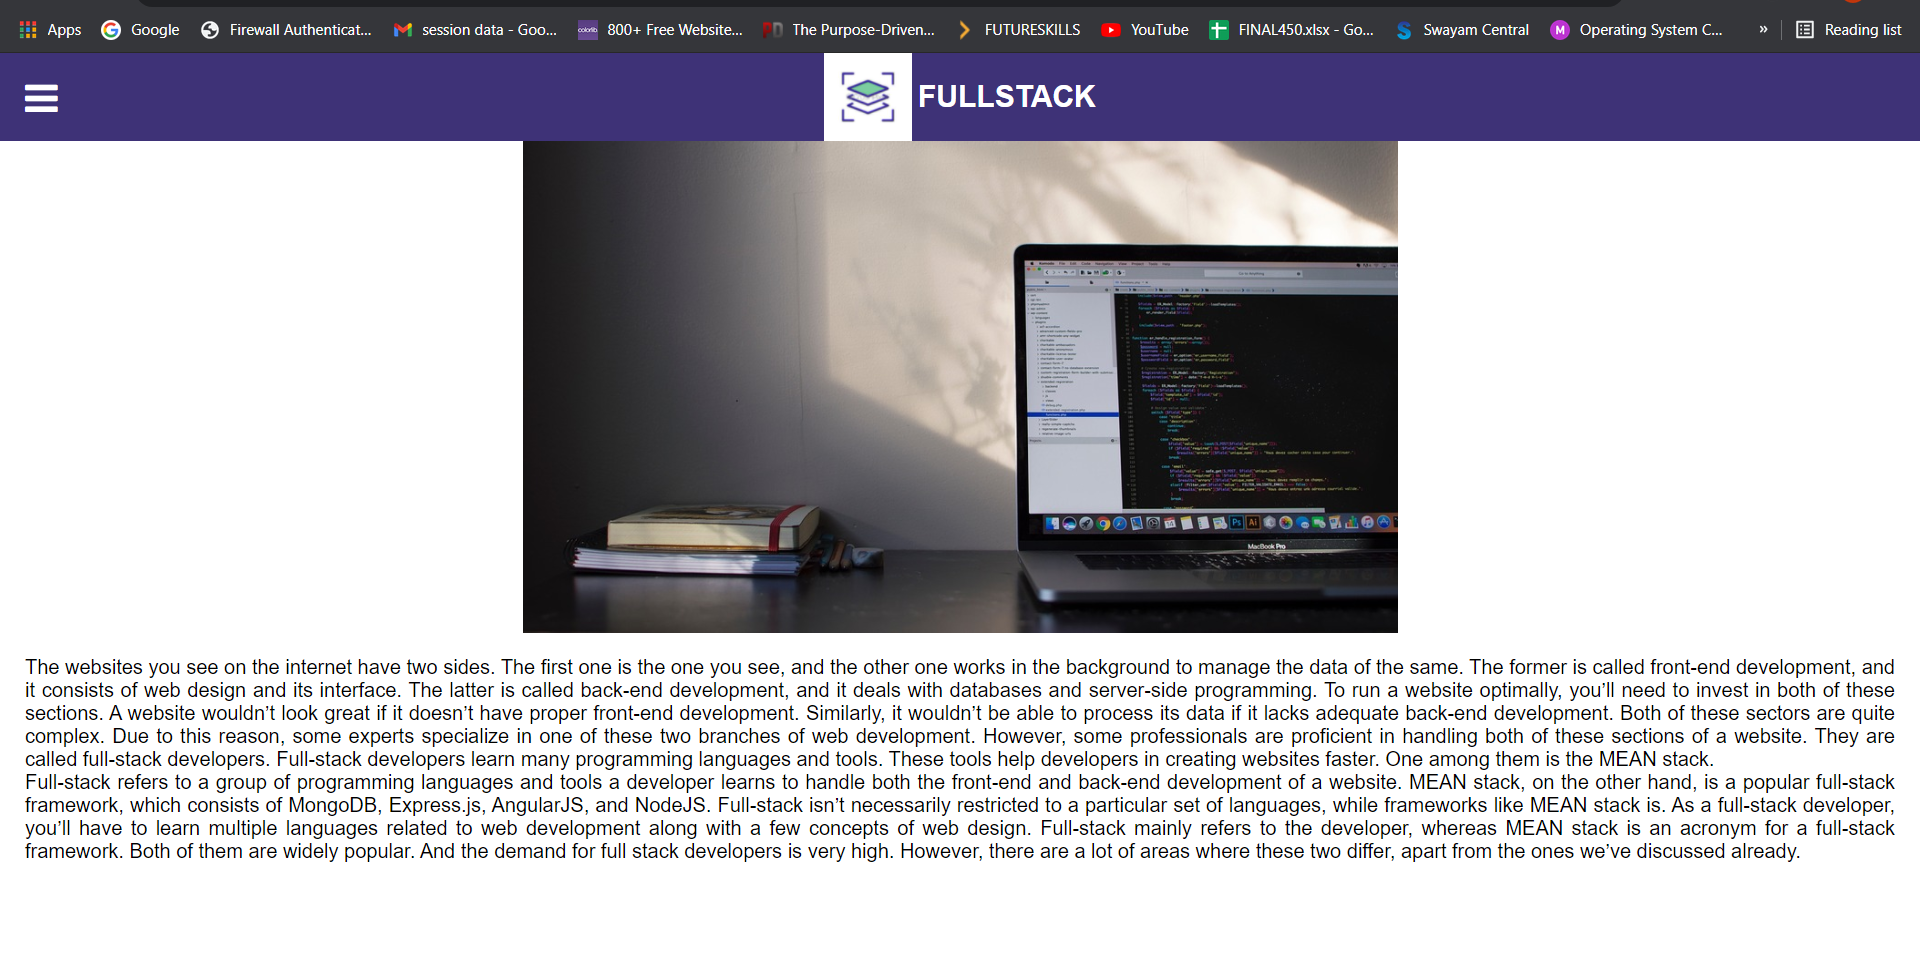 Apps Google Firewall Authenticat... session data - Goo... 800+ Free Website... The Purpose-Driven... FUTURESKILLS YouTube FINAL450.xlsx - Go... Swayam Central Operating System C... » Reading list
FULLSTACK
MacBook Pro
The websites you see on the internet have two sides. The first one is the one you see, and the other one works in the background to manage the data of the same. The former is called front-end development, and
it consists of web design and its interface. The latter is called back-end development, and it deals with databases and server-side programming. To run a website optimally, you’ll need to invest in both of these
sections. A website wouldn’t look great if it doesn’t have proper front-end development. Similarly, it wouldn’t be able to process its data if it lacks adequate back-end development. Both of these sectors are quite
complex. Due to this reason, some experts specialize in one of these two branches of web development. However, some professionals are proficient in handling both of these sections of a website. They are
called full-stack developers. Full-stack developers learn many programming languages and tools. These tools help developers in creating websites faster. One among them is the MEAN stack.
Full-stack refers to a group of programming languages and tools a developer learns to handle both the front-end and back-end development of a website. MEAN stack, on the other hand, is a popular full-stack
framework, which consists of MongoDB, Express.js, AngularJS, and NodeJS. Full-stack isn’t necessarily restricted to a particular set of languages, while frameworks like MEAN stack is. As a full-stack developer,
you’ll have to learn multiple languages related to web development along with a few concepts of web design. Full-stack mainly refers to the developer, whereas MEAN stack is an acronym for a full-stack
framework. Both of them are widely popular. And the demand for full stack developers is very high. However, there are a lot of areas where these two differ, apart from the ones we’ve discussed already.